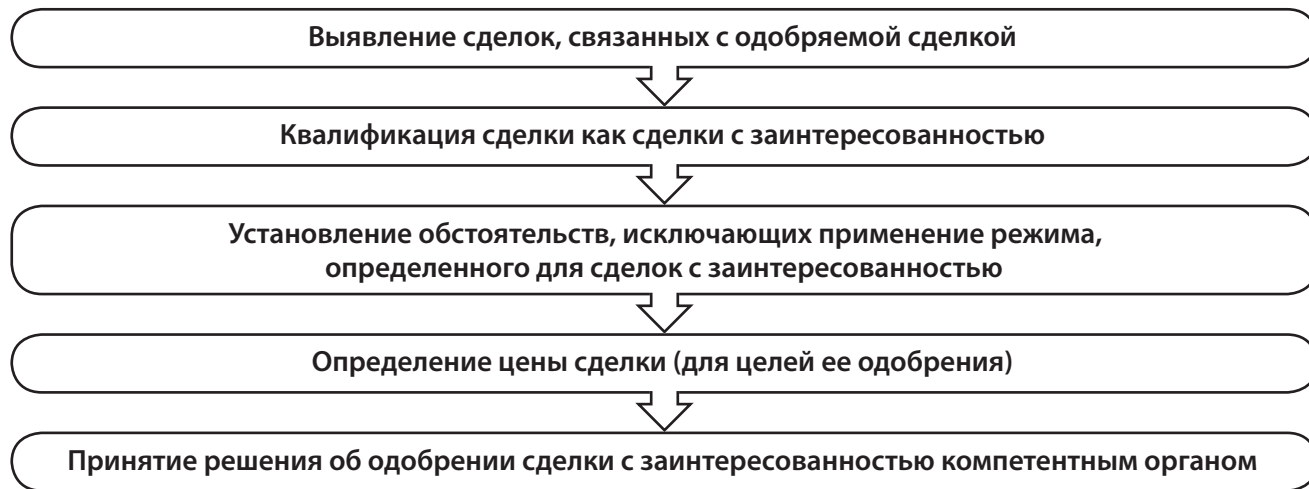 Выявление сделок, связанных с одобряемой сделкой
Квалификация сделки как сделки с заинтересованностью
Установление обстоятельств, исключающих применение режима,
определенного для сделок с заинтересованностью
Определение цены сделки (для целей ее одобрения)
Принятие решения об одобрении сделки с заинтересованностью компетентным органом